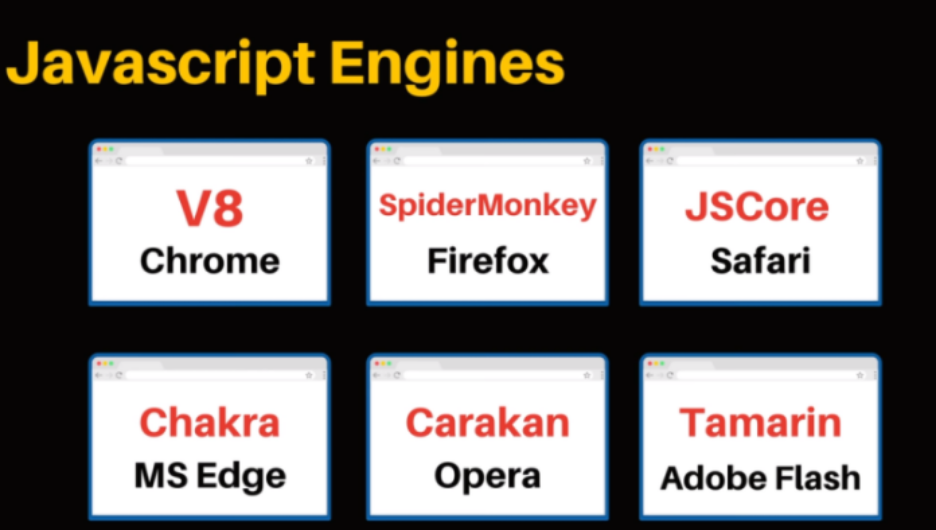 Javascript Engines
V8
Chrome
SpiderMonkey
Firefox
JSCore
Safari
Chakra
MS Edge
Carakan
Opera
Tamarin
Adobe Flash